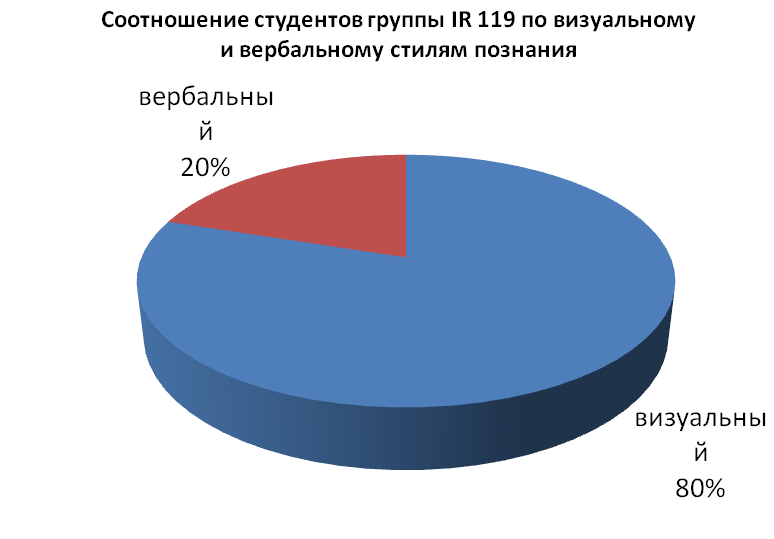 Соотношение студентов группы IR 119 по визуальному
и вербальному стилям познания
вербальны
й
20%
визуальны
й
80%